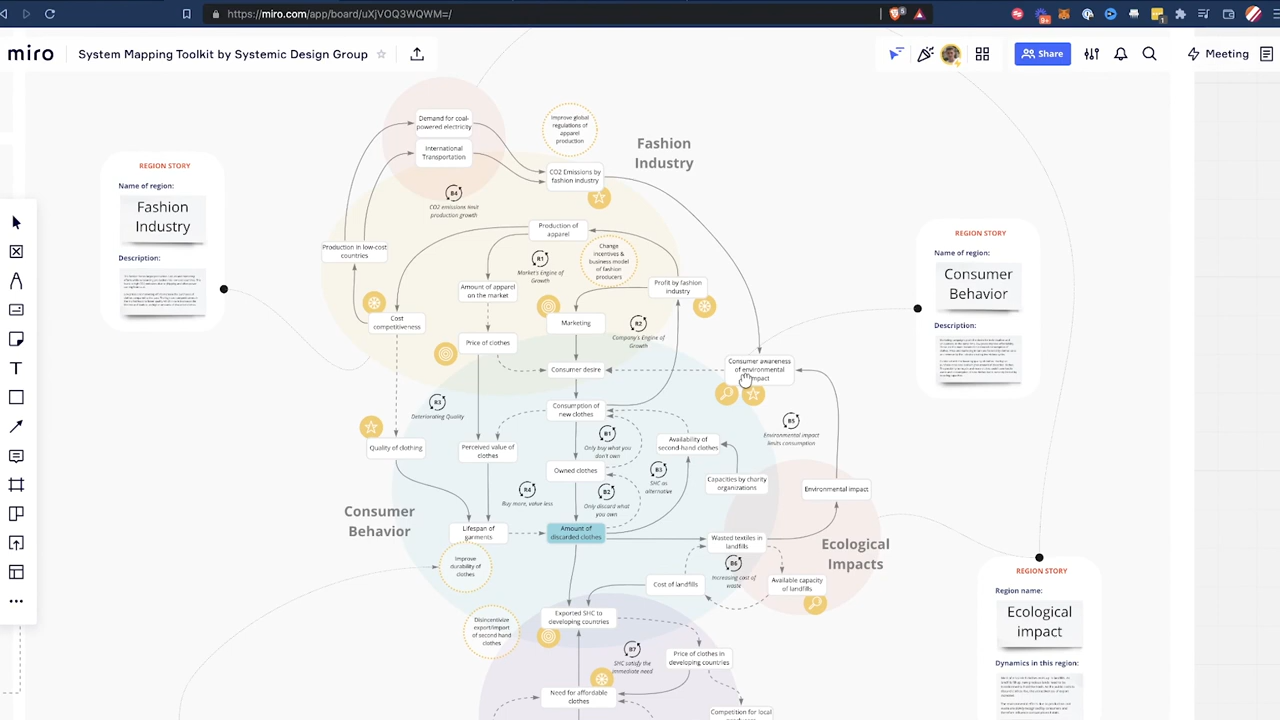 https://miro.com/app/board/uXjVOQ3WQWM=/
miro
System Mapping Toolkit by Systemic Design Group
Share
Meeting
Demand for coal-
powered electricity
International
Transportation
Improve global
regulations of
apparel
production
Fashion
Industry
CO2 Emissions by
fashion industry
REGION STORY
Name of region:
Fashion
Industry
Description:
B4
CO2 emissions limit
production growth
Production of
apparel
Production in low-cost
countries
R1
Market's Engine of
Growth
Change
incentives &
business model
of fashion
producers
Amount of apparel
on the market
Profit by fashion
industry
Cost
competitiveness
Marketing
R2
Company's Engine of
Growth
Price of clothes
Consumer desire
Consumer awareness
of environmental
impact
REGION STORY
Name of region:
Consumer
Behavior
Description:
R3
Deteriorating Quality
Consumption of
new clothes
B1
Only buy what you
don't own
Quality of clothing
Perceived value of
clothes
Availability of
second-hand clothes
B5
Environmental impact
limits consumption
Owned clothes
B3
SHC as
alternative
Capacities by charity
organizations
R4
Buy more, value less
B2
Only discard what
you own
Environmental impact
Consumer
Behavior
Lifespan of
garments
Amount of
discarded clothes
Wasted textiles in
landfills
Ecological
Impacts
Improve
durability of
clothes
B6
Increasing cost of
waste
Cost of landfills
Available capacity
of landfills
REGION STORY
Region name:
Ecological
impact
Dynamics in this region:
Disincentivize
export/import
of second hand
clothes
Exported SHC to
developing countries
B7
SHC satisfy the
immediate need
Price of clothes in
developing countries
Need for affordable
clothes
Competition for local